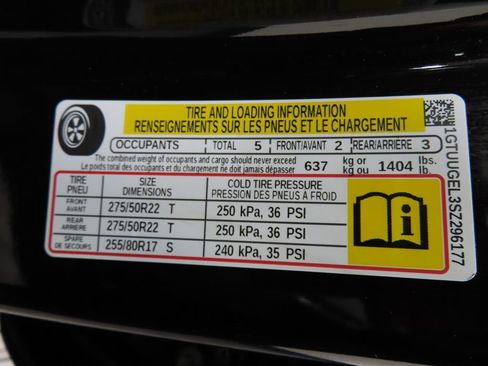 TIRE AND LOADING INFORMATION
RENSEIGNEMENTS SUR LES PNEUS ET LE CHARGEMENT
OCCUPANTS TOTAL 5 FRONT/AVANT 2 REAR/ARRIERE 3
The combined weight of occupants and cargo should never exceed
Le poids total des occupants et du chargement ne doit jamais dépasser
637 kg or kg ou 1404 lbs. lb.
TIRE PNEU SIZE DIMENSIONS COLD TIRE PRESSURE PRESSION DES PNEUS A FROID
FRONT AVANT 275/50R22 T 250 kPa, 36 PSI
REAR ARRIERE 275/50R22 T 250 kPa, 36 PSI
SPARE DE SECOURS 255/80R17 S 240 kPa, 35 PSI
i
1GTUUGEL3SZ296177